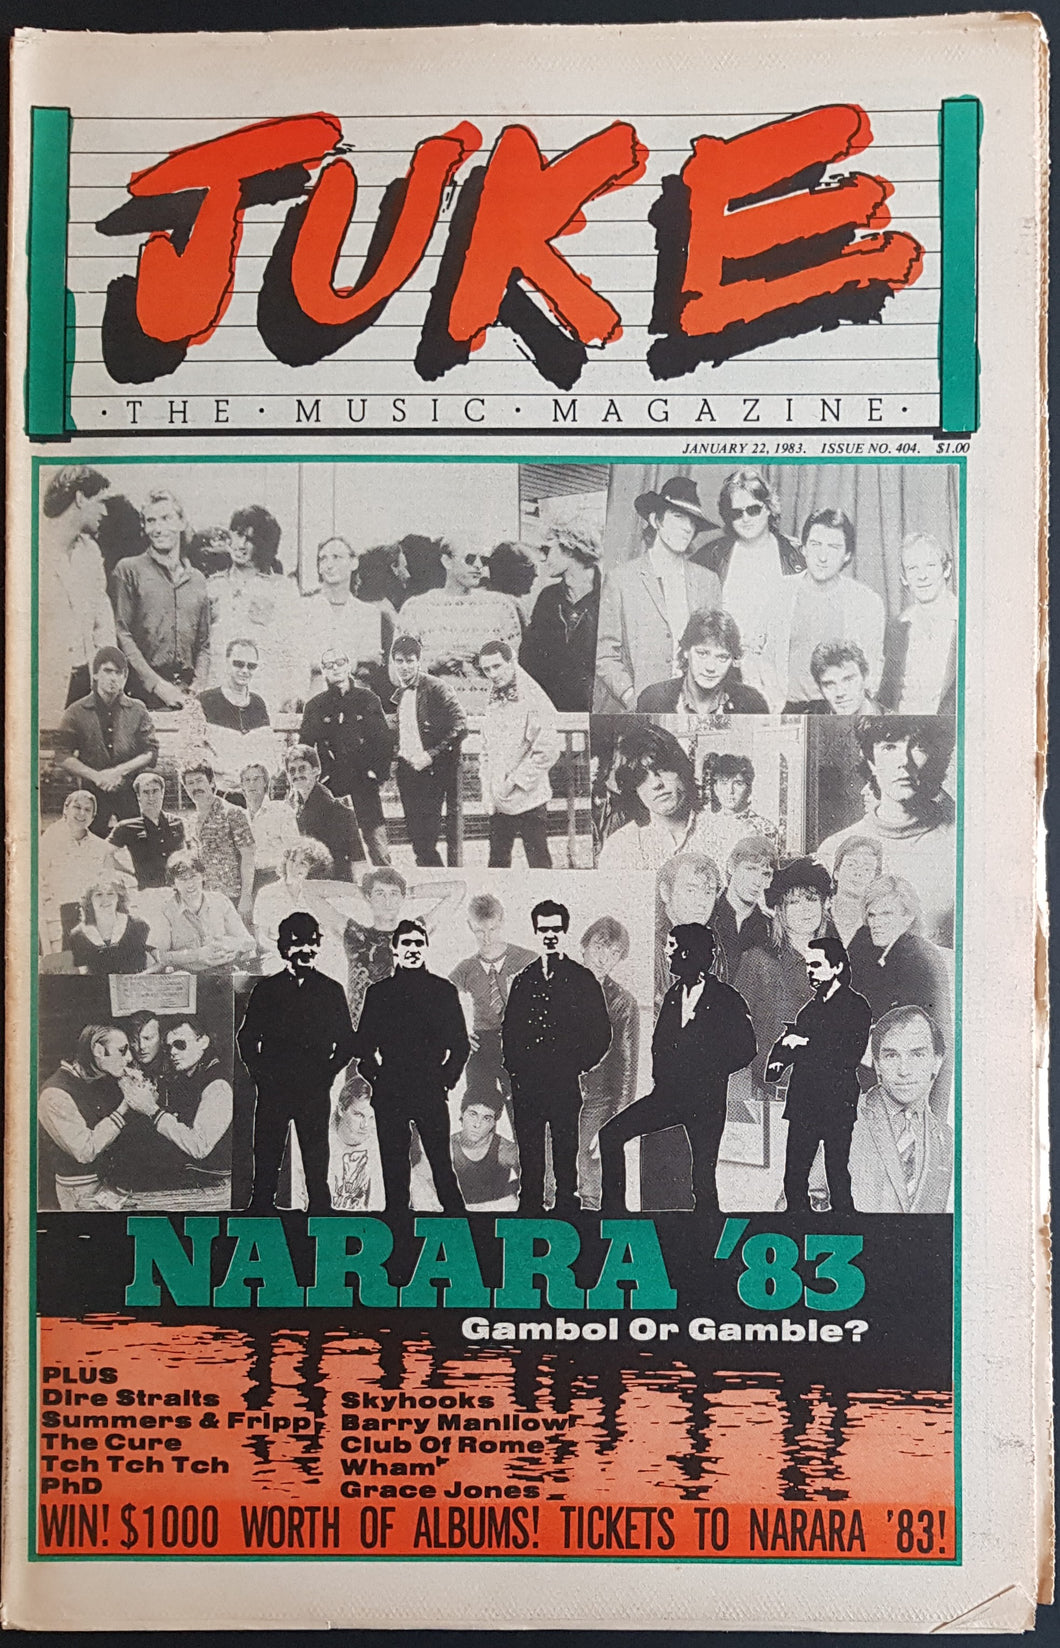 JUKE
·THE·MUSIC·MAGAZINE·
JANUARY 22, 1983. ISSUE NO. 404. $1.00
NARARA '83
Gambol Or Gamble?
PLUS
Dire Straits
Summers & Fripp
The Cure
Tch Tch Tch
PhD
Skyhooks
Barry Manilow
Club Of Rome
Wham
Grace Jones
WIN! $1000 WORTH OF ALBUMS! TICKETS TO NARARA '83!